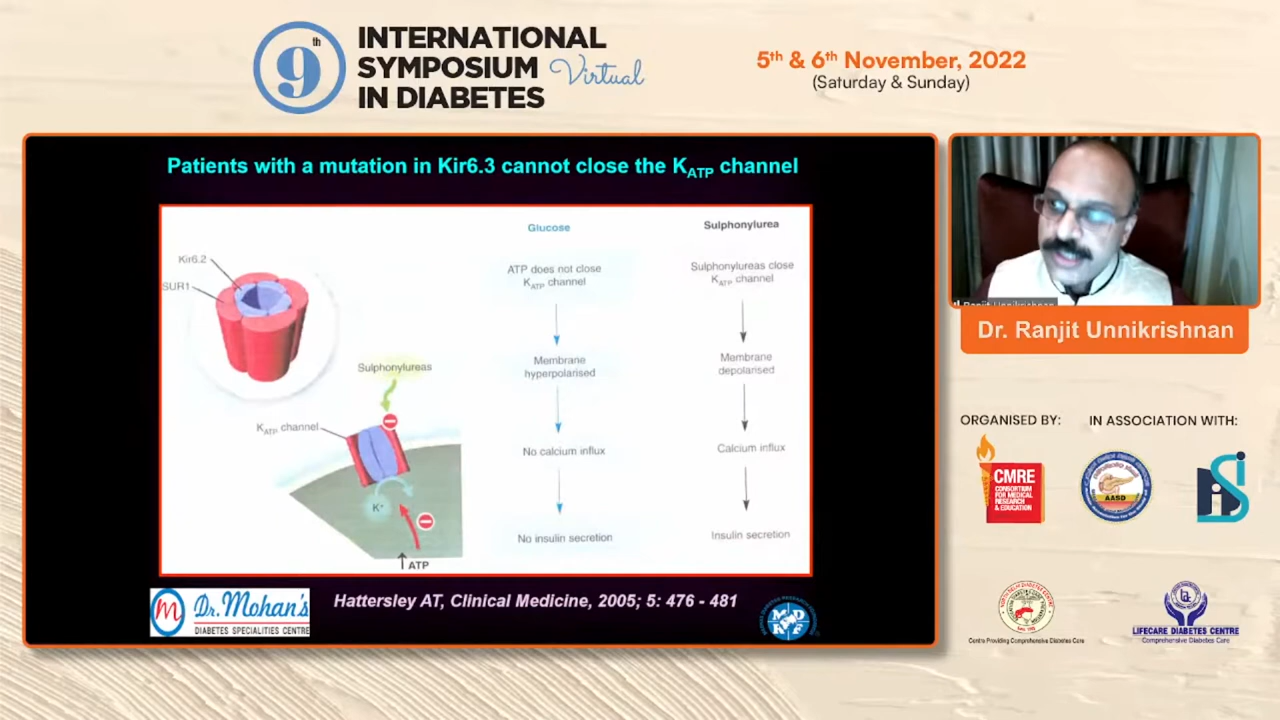 9th
INTERNATIONAL
SYMPOSIUM Virtual
IN DIABETES
5th & 6th November, 2022
(Saturday & Sunday)
Patients with a mutation in Kir6.3 cannot close the KATP channel
Kir6.2
SUR1
Sulphonylureas
KATP channel
K+
↑ ATP
Glucose
ATP does not close
KATP channel
Membrane
hyperpolarised
No calcium influx
No insulin secretion
Sulphonylurea
Sulphonylureas close
KATP channel
Membrane
depolarised
Calcium influx
Insulin secretion
m Dr. Mohan's
DIABETES SPECIALITIES CENTRE
Hattersley AT, Clinical Medicine, 2005; 5: 476 - 481
MDRF
Ranjit Unnikrishnan
Dr. Ranjit Unnikrishnan
ORGANISED BY:
CMRE
CONSORTIUM
FOR MEDICAL
RESEARCH
& EDUCATION
IN ASSOCIATION WITH:
AASD
Centre Providing Comprehensive Diabetes Care
LIFECARE DIABETES CENTRE
Comprehensive Diabetes Care